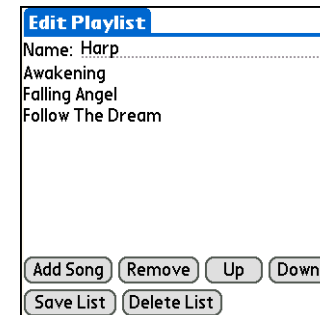 Edit Playlist
Name: Harp
Awakening
Falling Angel
Follow The Dream
Add Song Remove Up Down
Save List Delete List